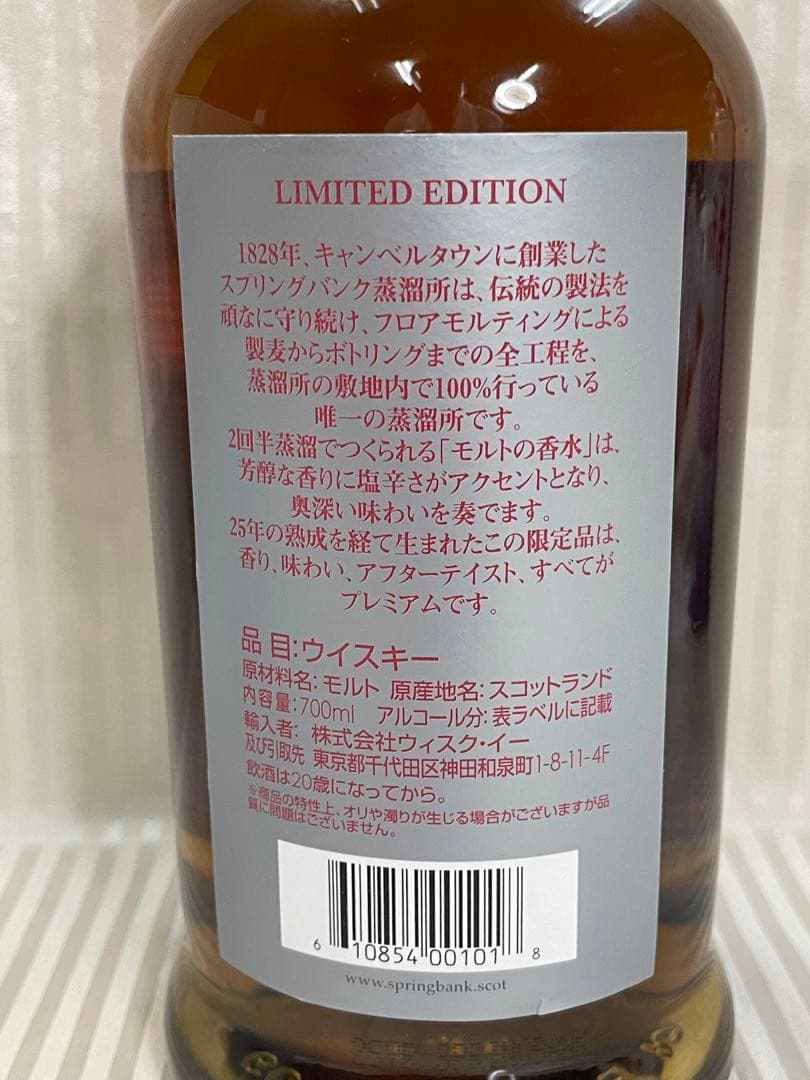 LIMITED EDITION
1828年、キャンベルタウンに創業した
スプリングバンク蒸溜所は、伝統の製法を
頑なに守り続け、フロアモルティングによる
製麦からボトリングまでの全工程を、
蒸溜所の敷地内で100%行っている
唯一の蒸溜所です。
2回半蒸溜でつくられる「モルトの香水」は、
芳醇な香りに塩辛さがアクセントとなり、
奥深い味わいを奏でます。
25年の熟成を経て生まれたこの限定品は、
香り、味わい、アフターテイスト、すべてが
プレミアムです。
品目:ウイスキー
原材料名:モルト 原産地名:スコットランド
内容量:700ml アルコール分:表ラベルに記載
輸入者: 株式会社ウィスク・イー
及び引取先 東京都千代田区神田和泉町1-8-11-4F
飲酒は20歳になってから。
※商品の特性上、オリや濁りが生じる場合がございますが品
質に問題はございません。
6 10854 00101 8
www.springbank.scot